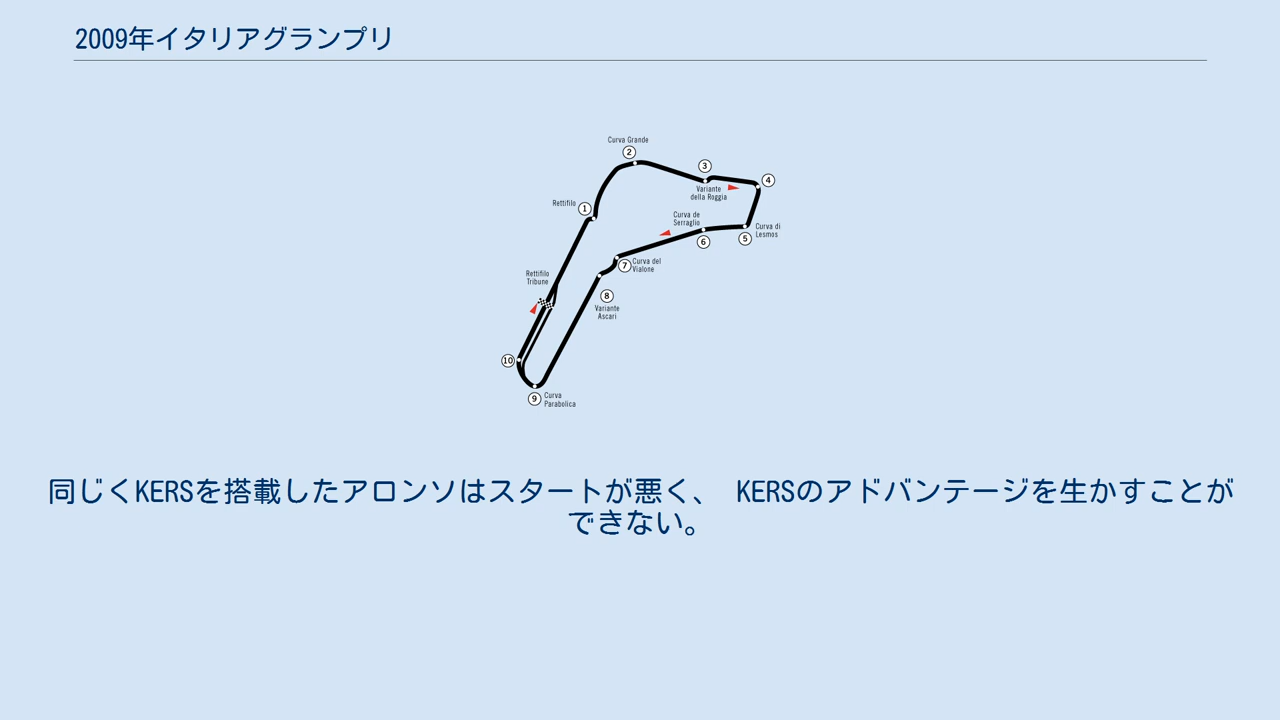 2009年イタリアグランプリ
Curva Grande
2
3
4
Variante
della Roggia
Rettifilo
1
Curva de
Serraglio
6
5
Curva di
Lesmos
7
Curva del
Vialone
Rettifilo
Tribune
8
Variante
Ascari
10
9
Curva
Parabolica
同じくKERSを搭載したアロンソはスタートが悪く、 KERSのアドバンテージを生かすことが
できない。